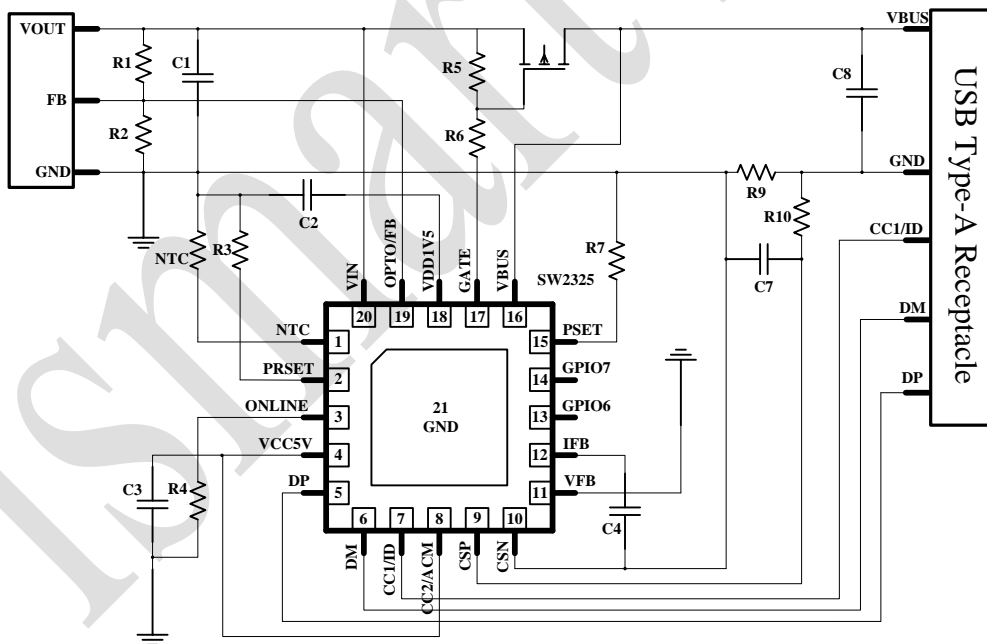 VOUT
FB
GND
R1
R2
C1
R5
R6
C8
VBUS
GND
CC1/ID
DM
DP
USB Type-A Receptacle
R9
R10
C7
R7
SW2325
C2
NTC
R3
VIN
OPTO/FB
VDD1V5
GATE
VBUS
20
19
18
17
16
NTC
1
PRSET
2
ONLINE
3
VCC5V
4
DP
5
PSET
15
GPIO7
14
GPIO6
13
IFB
12
VFB
11
21
GND
6
7
8
9
10
DM
CC1/ID
CC2/ACM
CSP
CSN
C3
R4
C4
ismart